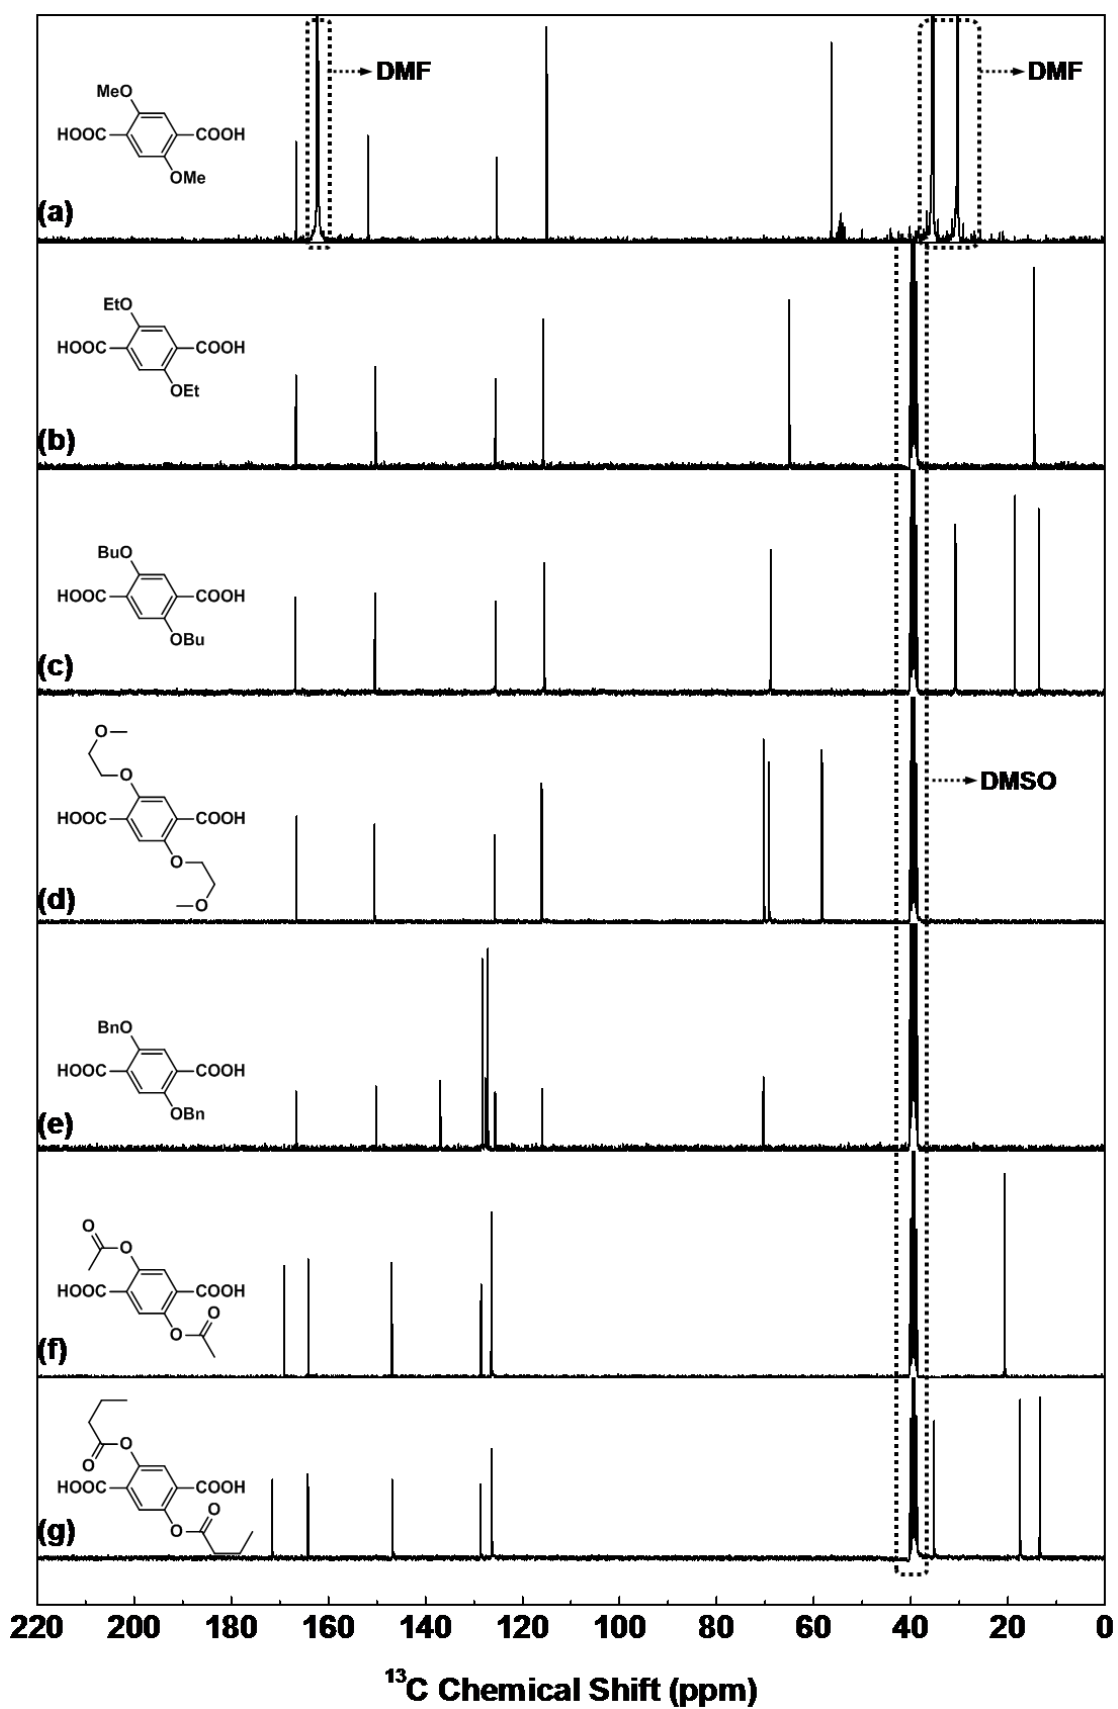 DMF
DMF
MeO
HOOC
COOH
OMe
(a)
EtO
HOOC
COOH
OEt
(b)
BuO
HOOC
COOH
OBu
(c)
O
O
HOOC
COOH
O
O
(d)
DMSO
BnO
HOOC
COOH
OBn
(e)
O
O
HOOC
COOH
O
O
(f)
O
O
HOOC
COOH
O
O
(g)
220 200 180 160 140 120 100 80 60 40 20 0
¹³C Chemical Shift (ppm)